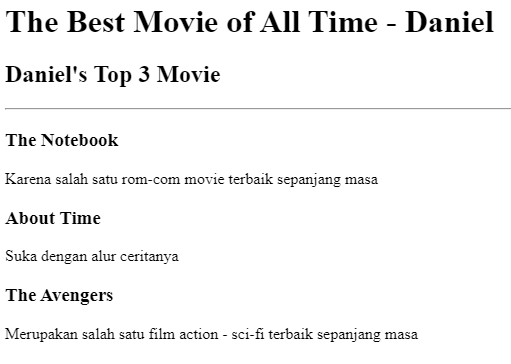 The Best Movie of All Time - Daniel
Daniel's Top 3 Movie
The Notebook
Karena salah satu rom-com movie terbaik sepanjang masa
About Time
Suka dengan alur ceritanya
The Avengers
Merupakan salah satu film action - sci-fi terbaik sepanjang masa